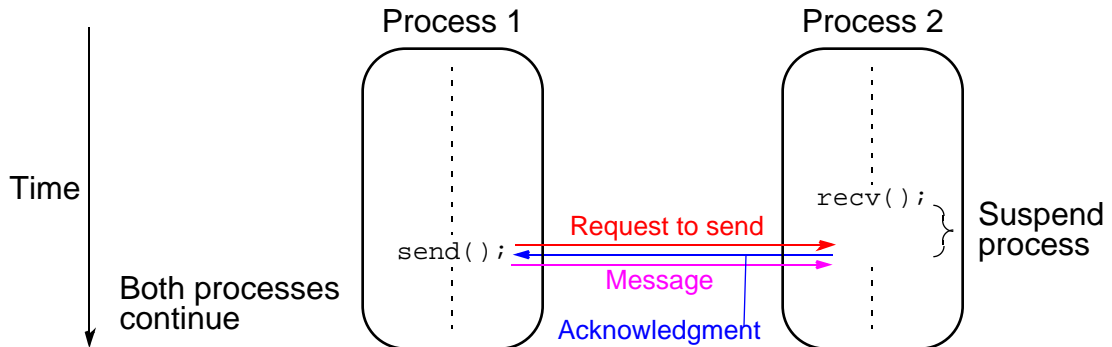 Process 1
Process 2
Time
recv();
Suspend
process
Request to send
send();
Message
Both processes
continue
Acknowledgment